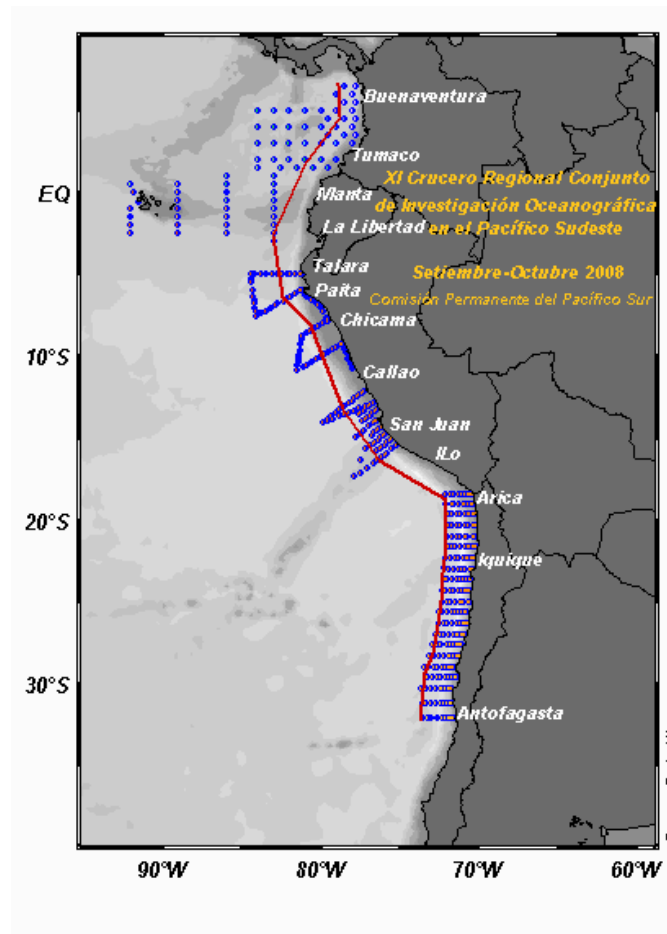 Buenaventura
Tumaco
XI Crucero Regional Conjunto
EQ
Manta
de Investigación Oceanográfica
La Libertad
en el Pacífico Sudeste
Talara
Setiembre-Octubre 2008
Paita
Comisión Permanente del Pacífico Sur
Chicama
10°S
Callao
San Juan
ILo
Arica
20°S
Iquique
30°S
Antofagasta
90°W
80°W
70°W
60°W